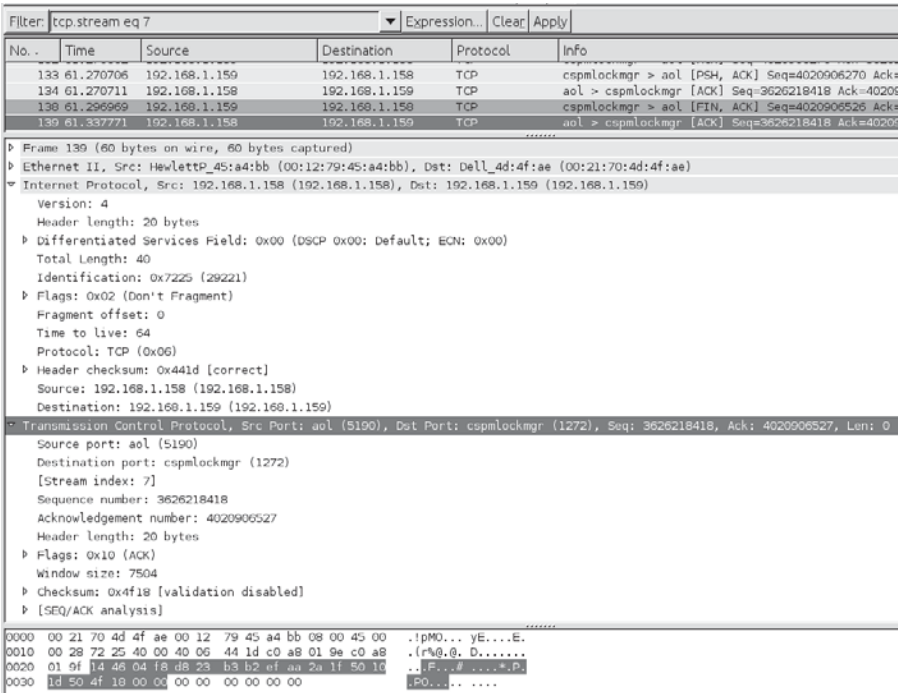 Filter: tcp.stream eq 7 Expression... Clear Apply
No. . Time Source Destination Protocol Info
133 61.270706 192.168.1.159 192.168.1.158 TCP cspmlockmgr > aol [PSH, ACK] Seq=4020906270 Ack=
134 61.270711 192.168.1.158 192.168.1.159 TCP aol > cspmlockmgr [ACK] Seq=3626218418 Ack=40209
138 61.296969 192.168.1.159 192.168.1.158 TCP cspmlockmgr > aol [FIN, ACK] Seq=4020906526 Ack=
139 61.337771 192.168.1.158 192.168.1.159 TCP aol > cspmlockmgr [ACK] Seq=3626218418 Ack=40209
Frame 139 (60 bytes on wire, 60 bytes captured)
Ethernet II, Src: HewlettP_45:a4:bb (00:12:79:45:a4:bb), Dst: Dell_4d:4f:ae (00:21:70:4d:4f:ae)
Internet Protocol, Src: 192.168.1.158 (192.168.1.158), Dst: 192.168.1.159 (192.168.1.159)
Version: 4
Header length: 20 bytes
Differentiated Services Field: 0x00 (DSCP 0x00: Default; ECN: 0x00)
Total Length: 40
Identification: 0x7225 (29221)
Flags: 0x02 (Don't Fragment)
Fragment offset: 0
Time to live: 64
Protocol: TCP (0x06)
Header checksum: 0x441d [correct]
Source: 192.168.1.158 (192.168.1.158)
Destination: 192.168.1.159 (192.168.1.159)
Transmission Control Protocol, Src Port: aol (5190), Dst Port: cspmlockmgr (1272), Seq: 3626218418, Ack: 4020906527, Len: 0
Source port: aol (5190)
Destination port: cspmlockmgr (1272)
[Stream index: 7]
Sequence number: 3626218418
Acknowledgement number: 4020906527
Header length: 20 bytes
Flags: 0x10 (ACK)
Window size: 7504
Checksum: 0x4f18 [validation disabled]
[SEQ/ACK analysis]
0000 00 21 70 4d 4f ae 00 12 79 45 a4 bb 08 00 45 00 .!pMO... yE....E.
0010 00 28 72 25 40 00 40 06 44 1d c0 a8 01 9e c0 a8 .(r%@.@. D.......
0020 01 9f 14 46 04 f8 d8 23 b3 b2 ef aa 2a 1f 50 10 ...F...# ....*.P.
0030 1d 50 4f 18 00 00 00 00 00 00 00 00 .PO..... ....